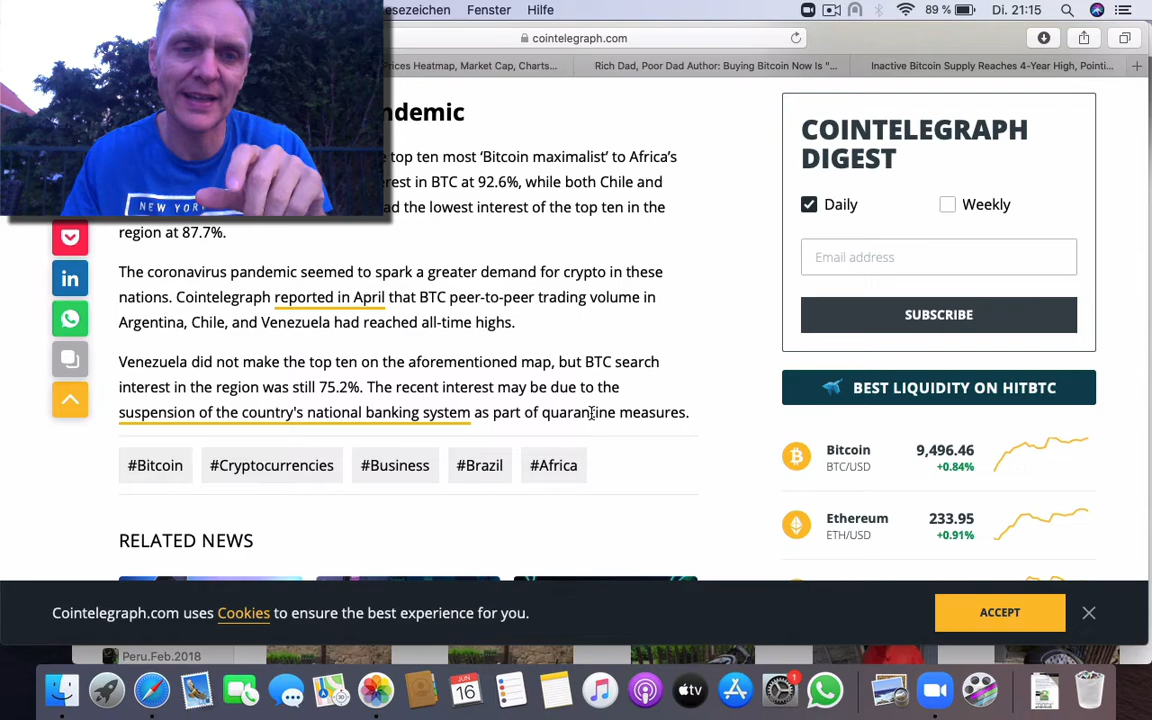 esezeichen Fenster Hilfe 89 % Di. 21:15
cointelegraph.com
rices Heatmap, Market Cap, Charts... Rich Dad, Poor Dad Author: Buying Bitcoin Now Is "... Inactive Bitcoin Supply Reaches 4-Year High, Pointi...
ndemic
top ten most ‘Bitcoin maximalist’ to Africa’s
rest in BTC at 92.6%, while both Chile and
ad the lowest interest of the top ten in the
region at 87.7%.
The coronavirus pandemic seemed to spark a greater demand for crypto in these
nations. Cointelegraph reported in April that BTC peer-to-peer trading volume in
Argentina, Chile, and Venezuela had reached all-time highs.
Venezuela did not make the top ten on the aforementioned map, but BTC search
interest in the region was still 75.2%. The recent interest may be due to the
suspension of the country's national banking system as part of quarantine measures.
#Bitcoin #Cryptocurrencies #Business #Brazil #Africa
RELATED NEWS
NEW YOR
COINTELEGRAPH
DIGEST
Daily Weekly
Email address
SUBSCRIBE
BEST LIQUIDITY ON HITBTC
Bitcoin 9,496.46
BTC/USD +0.84%
Ethereum 233.95
ETH/USD +0.91%
Cointelegraph.com uses Cookies to ensure the best experience for you.
ACCEPT
Peru.Feb.2018
JUN
16
1
tv